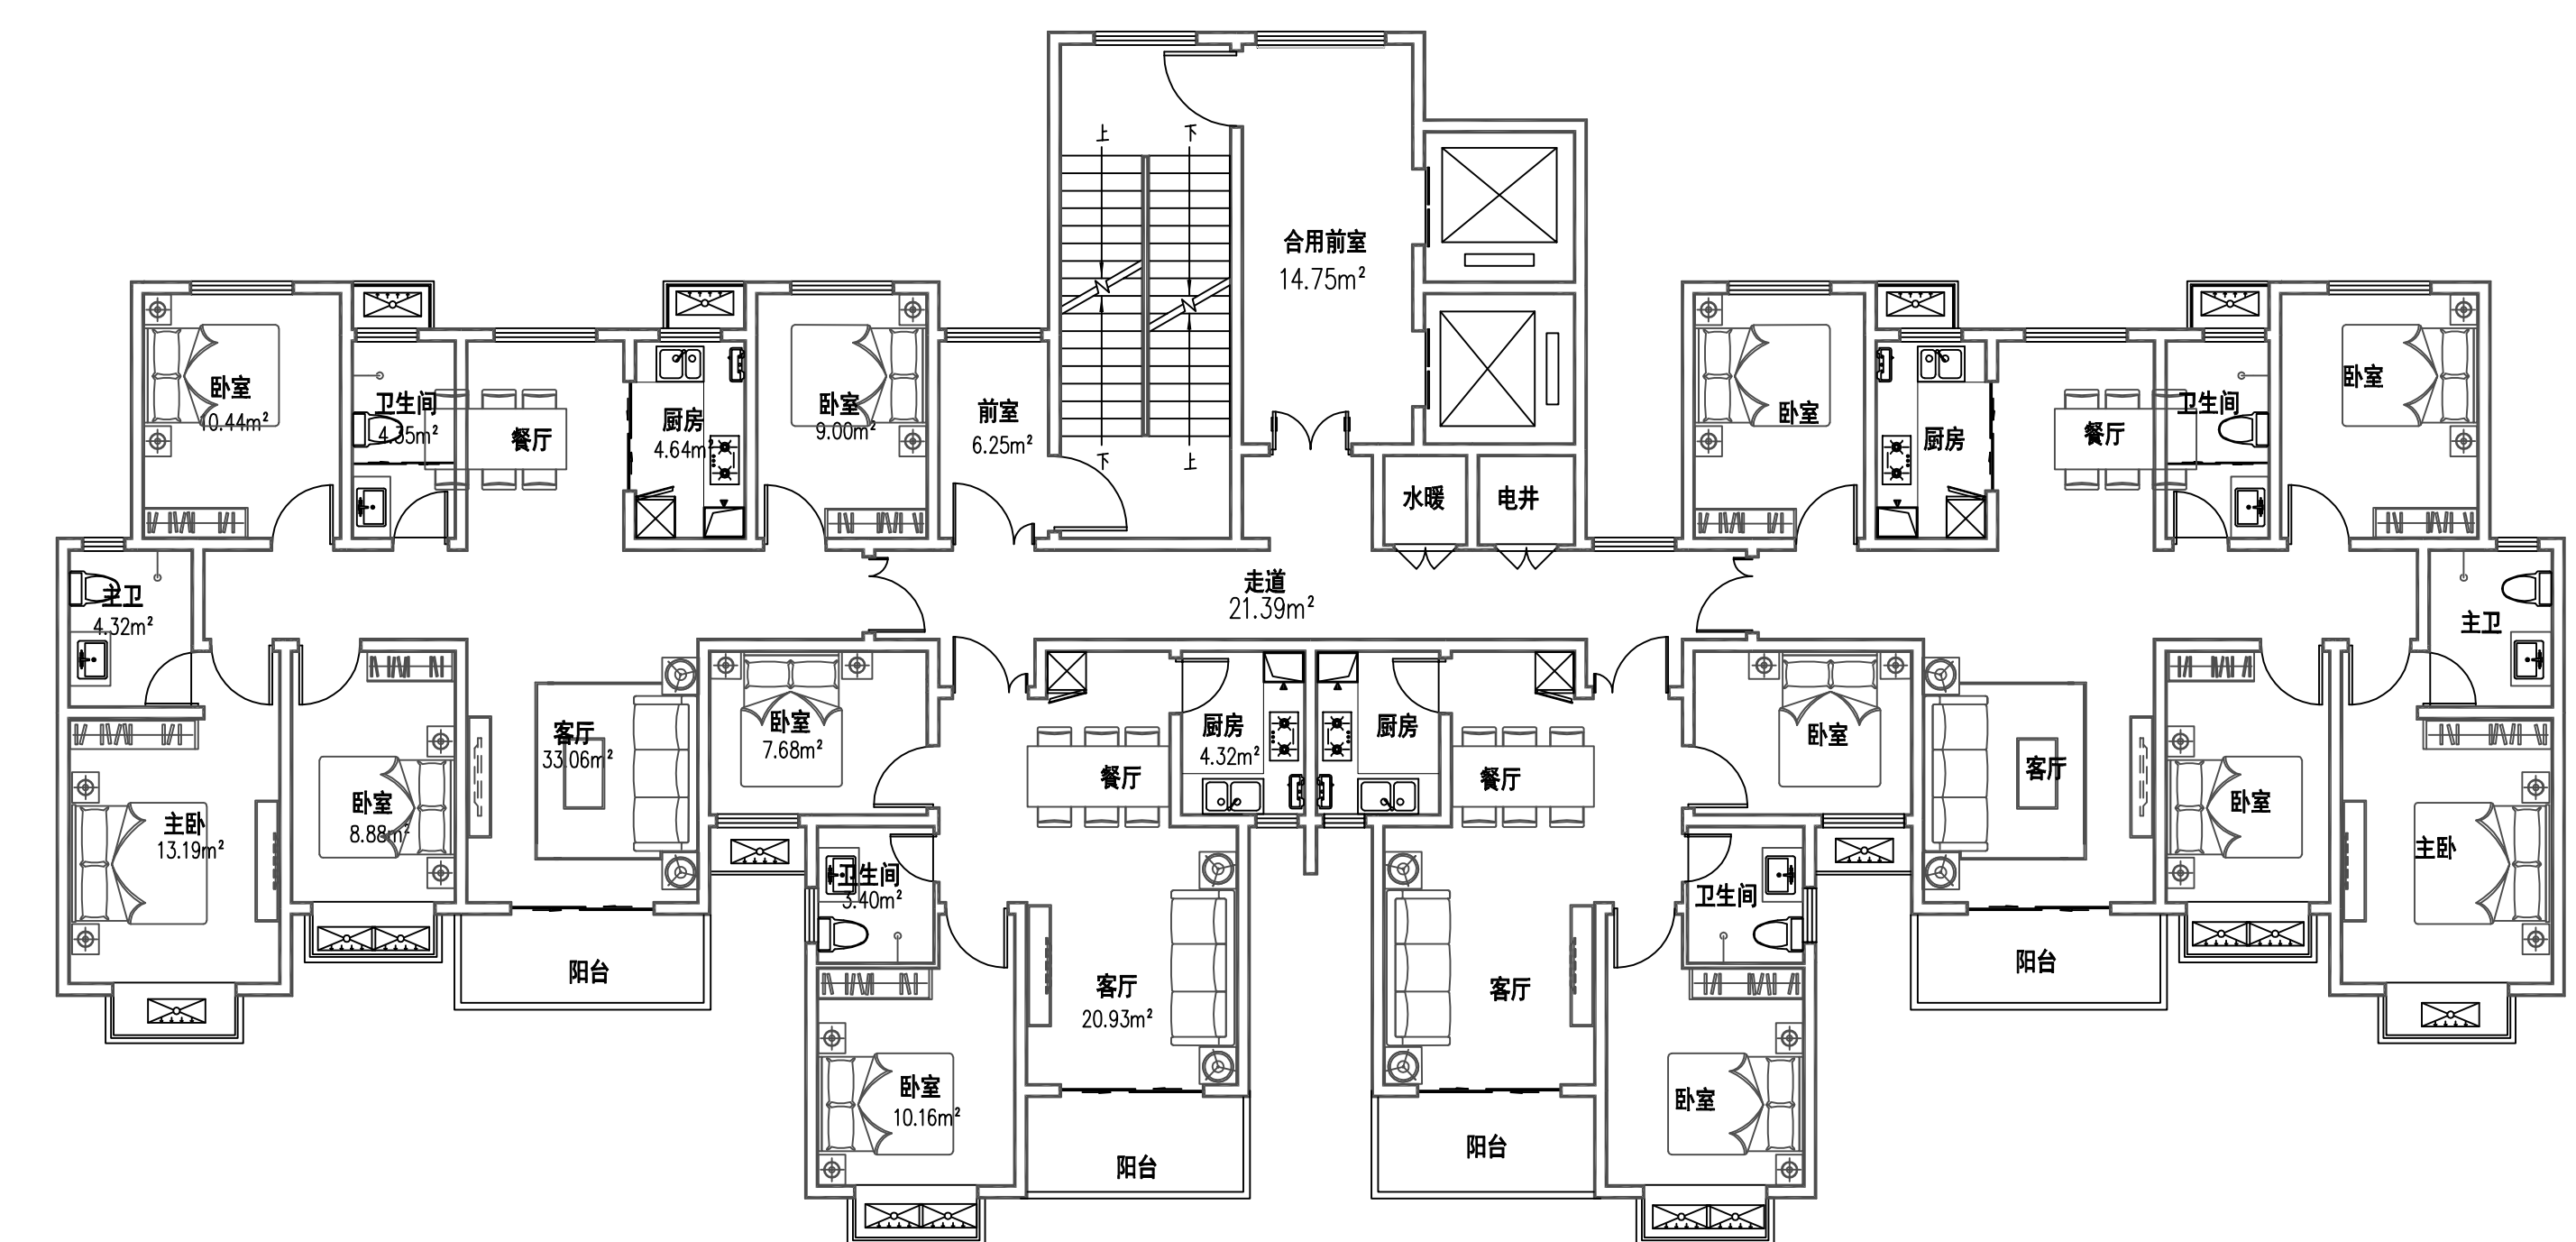 上
下
合用前室
14.75m²
卧室
10.44m²
卫生间
4.35m²
餐厅
厨房
4.64m²
卧室
9.00m²
前室
6.25m²
下
上
水暖
电井
卧室
厨房
餐厅
卫生间
卧室
主卫
4.32m²
走道
21.39m²
主卫
主卧
13.19m²
卧室
8.88m²
客厅
33.06m²
卧室
7.68m²
餐厅
厨房
4.32m²
厨房
餐厅
卧室
客厅
卧室
主卧
卫生间
3.40m²
卫生间
阳台
客厅
20.93m²
客厅
阳台
卧室
10.16m²
阳台
阳台
卧室